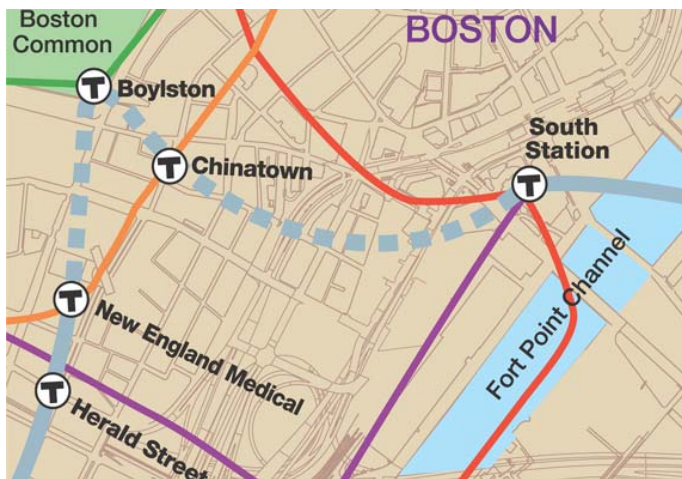 Boston
Common
BOSTON
T
Boylston
South
Station
T
Chinatown
T
Fort Point Channel
T
New England Medical
T
Herald Street